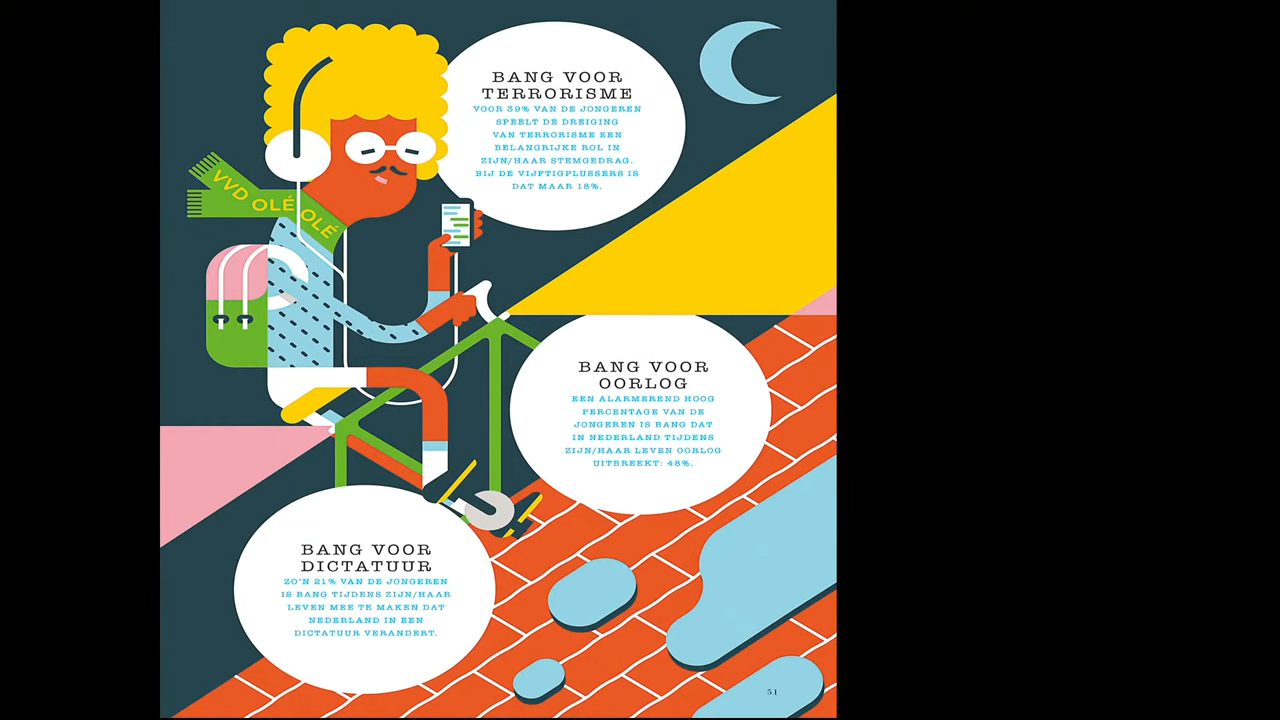 BANG VOOR
TERRORISME
VOOR 39% VAN DE JONGEREN
SPEELT DE DREIGING
VAN TERRORISME EEN
BELANGRIJKE ROL IN
ZIJN/HAAR STEMGEDRAG.
BIJ DE VIJFTIGPLUSSERS IS
DAT MAAR 18%.
VVD
OLÉ
OLÉ
BANG VOOR
OORLOG
EEN ALARMEREND HOOG
PERCENTAGE VAN DE
JONGEREN IS BANG DAT
IN NEDERLAND TIJDENS
ZIJN/HAAR LEVEN OORLOG
UITBREEKT: 48%.
BANG VOOR
DICTATUUR
ZO'N 21% VAN DE JONGEREN
IS BANG TIJDENS ZIJN/HAAR
LEVEN MEE TE MAKEN DAT
NEDERLAND IN EEN
DICTATUUR VERANDERT.
51